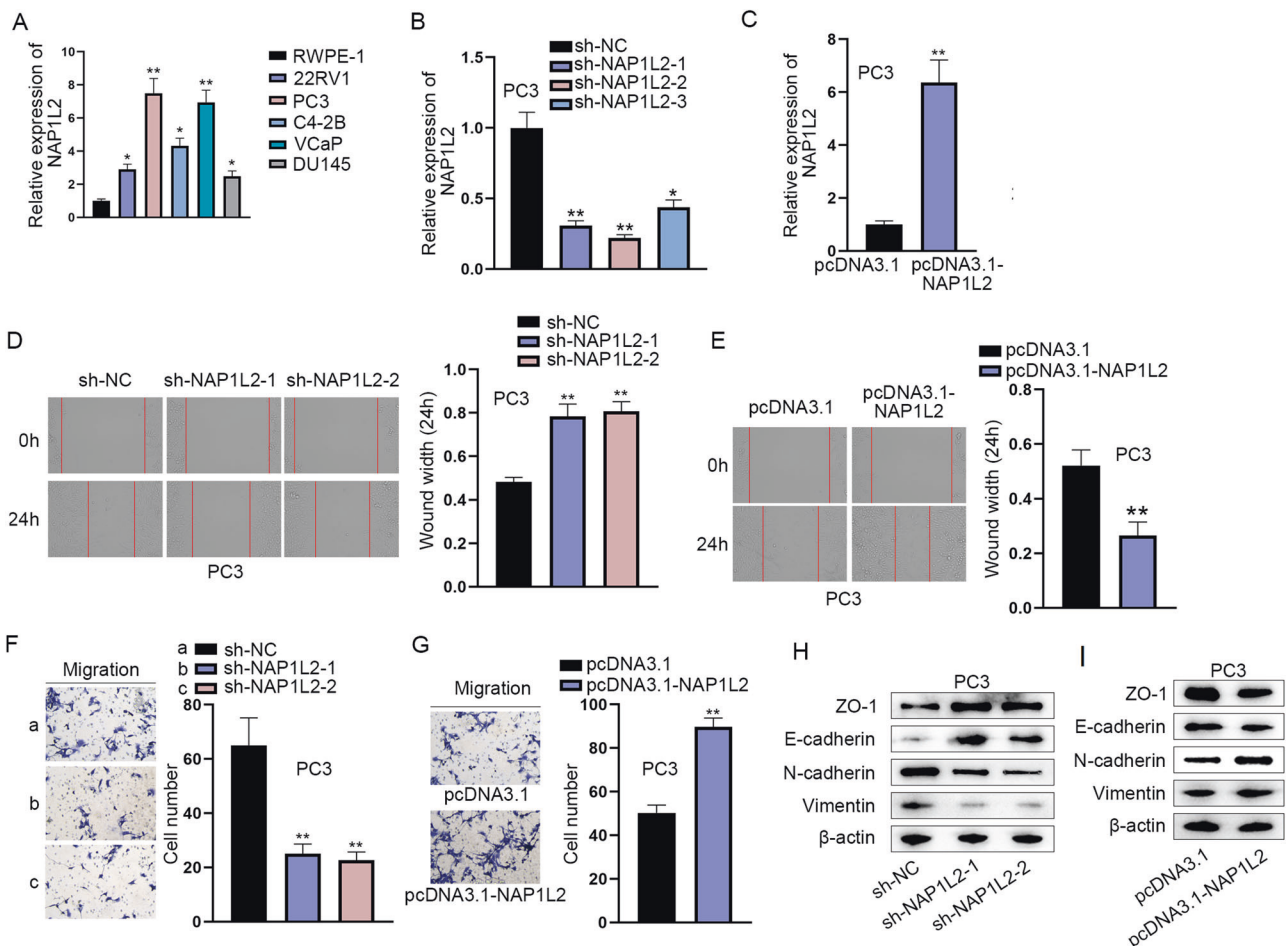 A
Relative expression of
NAP1L2
10
8
6
4
2
0
*
**
*
**
*
RWPE-1
22RV1
PC3
C4-2B
VCaP
DU145
B
Relative expression of
NAP1L2
1.5
1.0
0.5
0.0
PC3
**
**
*
sh-NC
sh-NAP1L2-1
sh-NAP1L2-2
sh-NAP1L2-3
C
Relative expression of
NAP1L2
8
6
4
2
0
PC3
**
pcDNA3.1
pcDNA3.1-
NAP1L2
D
sh-NC
sh-NAP1L2-1
sh-NAP1L2-2
0h
24h
PC3
sh-NC
sh-NAP1L2-1
sh-NAP1L2-2
Wound width (24h)
0.8
0.6
0.4
0.2
0.0
PC3
**
**
E
pcDNA3.1
pcDNA3.1-
NAP1L2
0h
24h
PC3
pcDNA3.1
pcDNA3.1-NAP1L2
Wound width (24h)
0.8
0.6
0.4
0.2
0.0
PC3
**
F
Migration
a
b
c
a sh-NC
b sh-NAP1L2-1
c sh-NAP1L2-2
Cell number
80
60
40
20
0
PC3
**
**
G
Migration
pcDNA3.1
pcDNA3.1-NAP1L2
pcDNA3.1
pcDNA3.1-NAP1L2
Cell number
100
80
60
40
20
0
PC3
**
H
PC3
ZO-1
E-cadherin
N-cadherin
Vimentin
β-actin
sh-NC
sh-NAP1L2-1
sh-NAP1L2-2
I
PC3
ZO-1
E-cadherin
N-cadherin
Vimentin
β-actin
pcDNA3.1
pcDNA3.1-NAP1L2